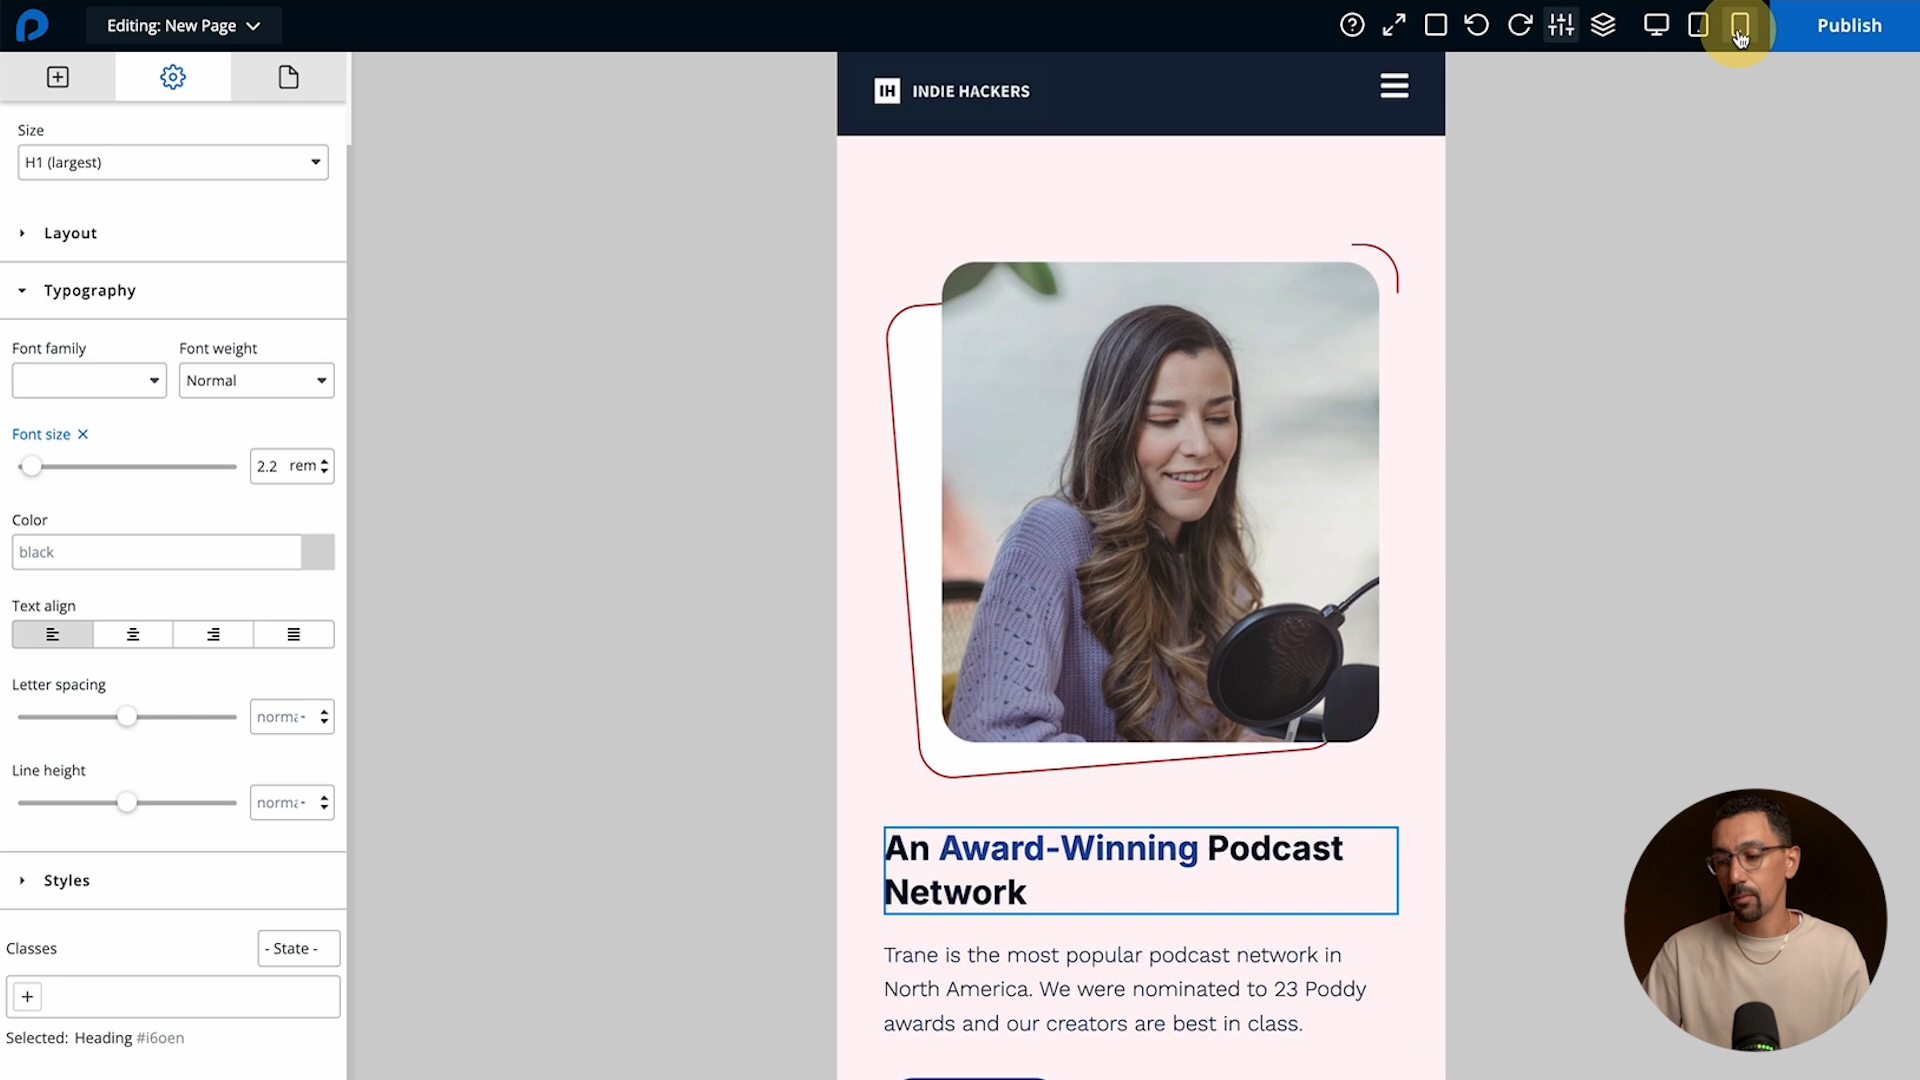 Editing: New Page
Publish
Size
H1 (largest)
Layout
Typography
Font family
Font weight
Normal
Font size ✕
2.2 rem
Color
black
Text align
Letter spacing
norma -
Line height
norma -
Styles
Classes
- State -
+
Selected: Heading #i6oen
IH INDIE HACKERS
An Award-Winning Podcast
Network
Trane is the most popular podcast network in
North America. We were nominated to 23 Poddy
awards and our creators are best in class.